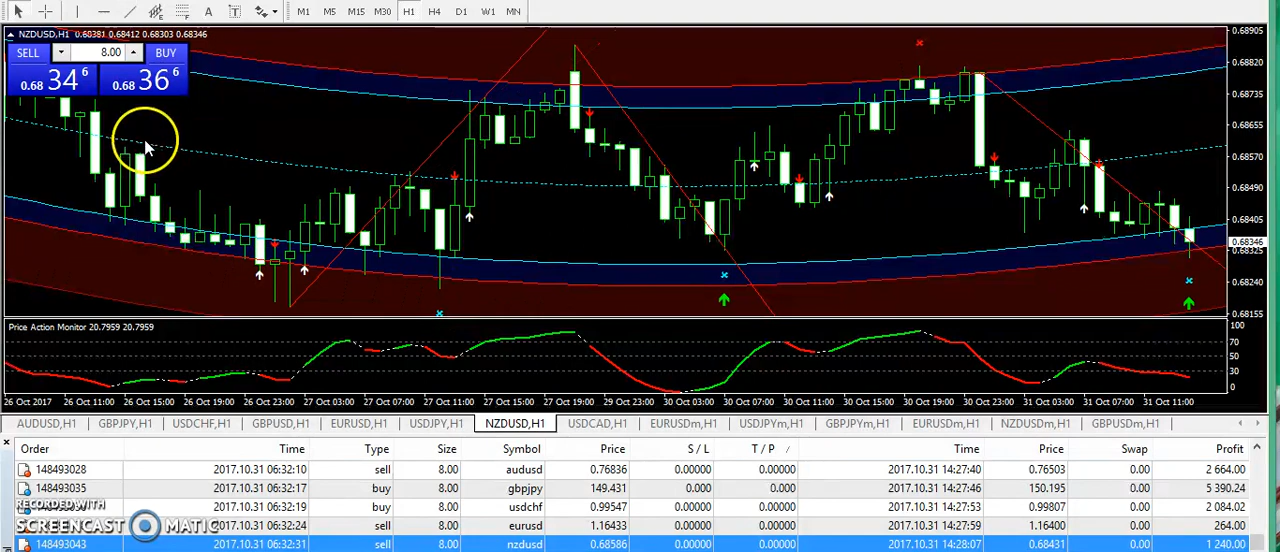 A T M1 M5 M15 M30 H1 H4 D1 W1 MN
NZDUSD,H1 0.68381 0.68412 0.68303 0.68346
SELL 8.00 BUY
0.68 34 6 0.68 36 6
0.68905
0.68820
0.68735
0.68655
0.68570
0.68490
0.68405
0.68346
0.68325
0.68240
0.68155
Price Action Monitor 20.7959 20.7959
100
70
50
30
0
26 Oct 2017 26 Oct 11:00 26 Oct 15:00 26 Oct 19:00 26 Oct 23:00 27 Oct 03:00 27 Oct 07:00 27 Oct 11:00 27 Oct 15:00 27 Oct 19:00 29 Oct 23:00 30 Oct 03:00 30 Oct 07:00 30 Oct 11:00 30 Oct 15:00 30 Oct 19:00 30 Oct 23:00 31 Oct 03:00 31 Oct 07:00 31 Oct 11:00
AUDUSD,H1 GBPJPY,H1 USDCHF,H1 GBPUSD,H1 EURUSD,H1 USDJPY,H1 NZDUSD,H1 USDCAD,H1 EURUSDm,H1 USDJPYm,H1 GBPJPYm,H1 EURUSDm,H1 NZDUSDm,H1 GBPUSDm,H1
Order Time Type Size Symbol Price S / L T / P Time Price Swap Profit
148493028 2017.10.31 06:32:10 sell 8.00 audusd 0.76836 0.00000 0.00000 2017.10.31 14:27:40 0.76503 0.00 2 664.00
148493035 2017.10.31 06:32:17 buy 8.00 gbpjpy 149.431 0.000 0.000 2017.10.31 14:27:46 150.195 0.00 5 390.24
2017.10.31 06:32:19 buy 8.00 usdchf 0.99547 0.00000 0.00000 2017.10.31 14:27:53 0.99807 0.00 2 084.02
2017.10.31 06:32:24 sell 8.00 eurusd 1.16433 0.00000 0.00000 2017.10.31 14:27:59 1.16400 0.00 264.00
148493043 2017.10.31 06:32:31 sell 8.00 nzdusd 0.68586 0.00000 0.00000 2017.10.31 14:28:07 0.68431 0.00 1 240.00
RECORDED WITH
SCREENCAST MATIC